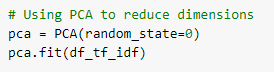 # Using PCA to reduce dimensions
pca = PCA(random_state=0)
pca.fit(df_tf_idf)